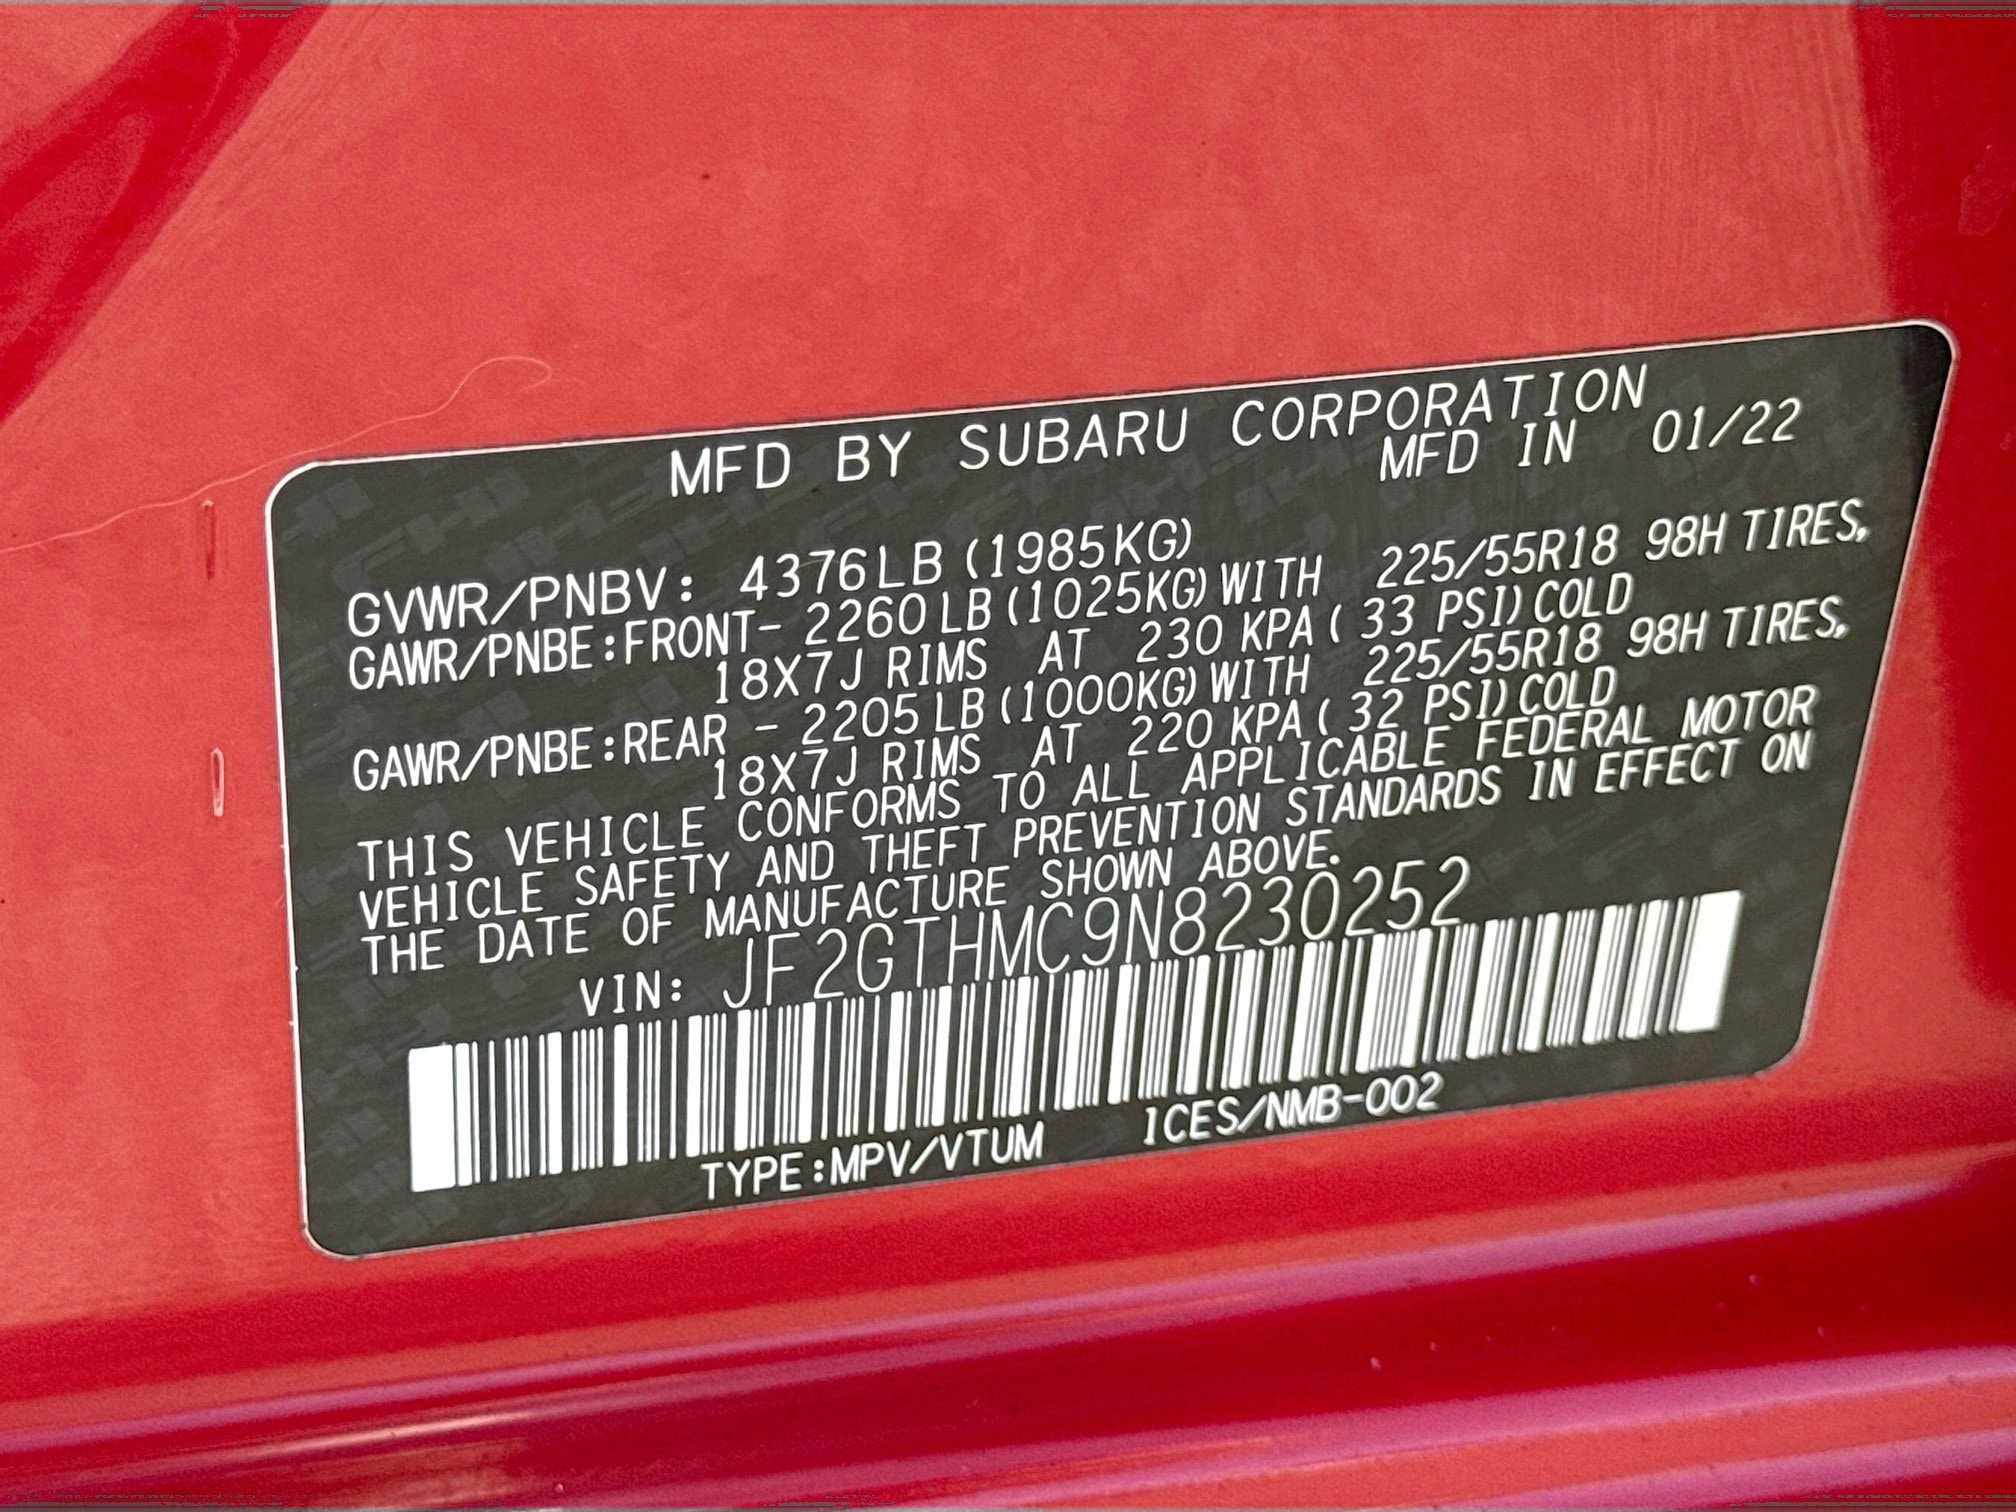 MFD BY SUBARU CORPORATION
MFD IN 01/22
GVWR/PNBV: 4376LB (1985KG)
GAWR/PNBE:FRONT- 2260LB (1025KG) WITH 225/55R18 98H TIRES,
18X7J RIMS AT 230 KPA ( 33 PSI) COLD
GAWR/PNBE:REAR - 2205LB (1000KG) WITH 225/55R18 98H TIRES,
18X7J RIMS AT 220 KPA ( 32 PSI) COLD
THIS VEHICLE CONFORMS TO ALL APPLICABLE FEDERAL MOTOR
VEHICLE SAFETY AND THEFT PREVENTION STANDARDS IN EFFECT ON
THE DATE OF MANUFACTURE SHOWN ABOVE.
VIN: JF2GTHMC9N8230252
TYPE:MPV/VTUM ICES/NMB-002